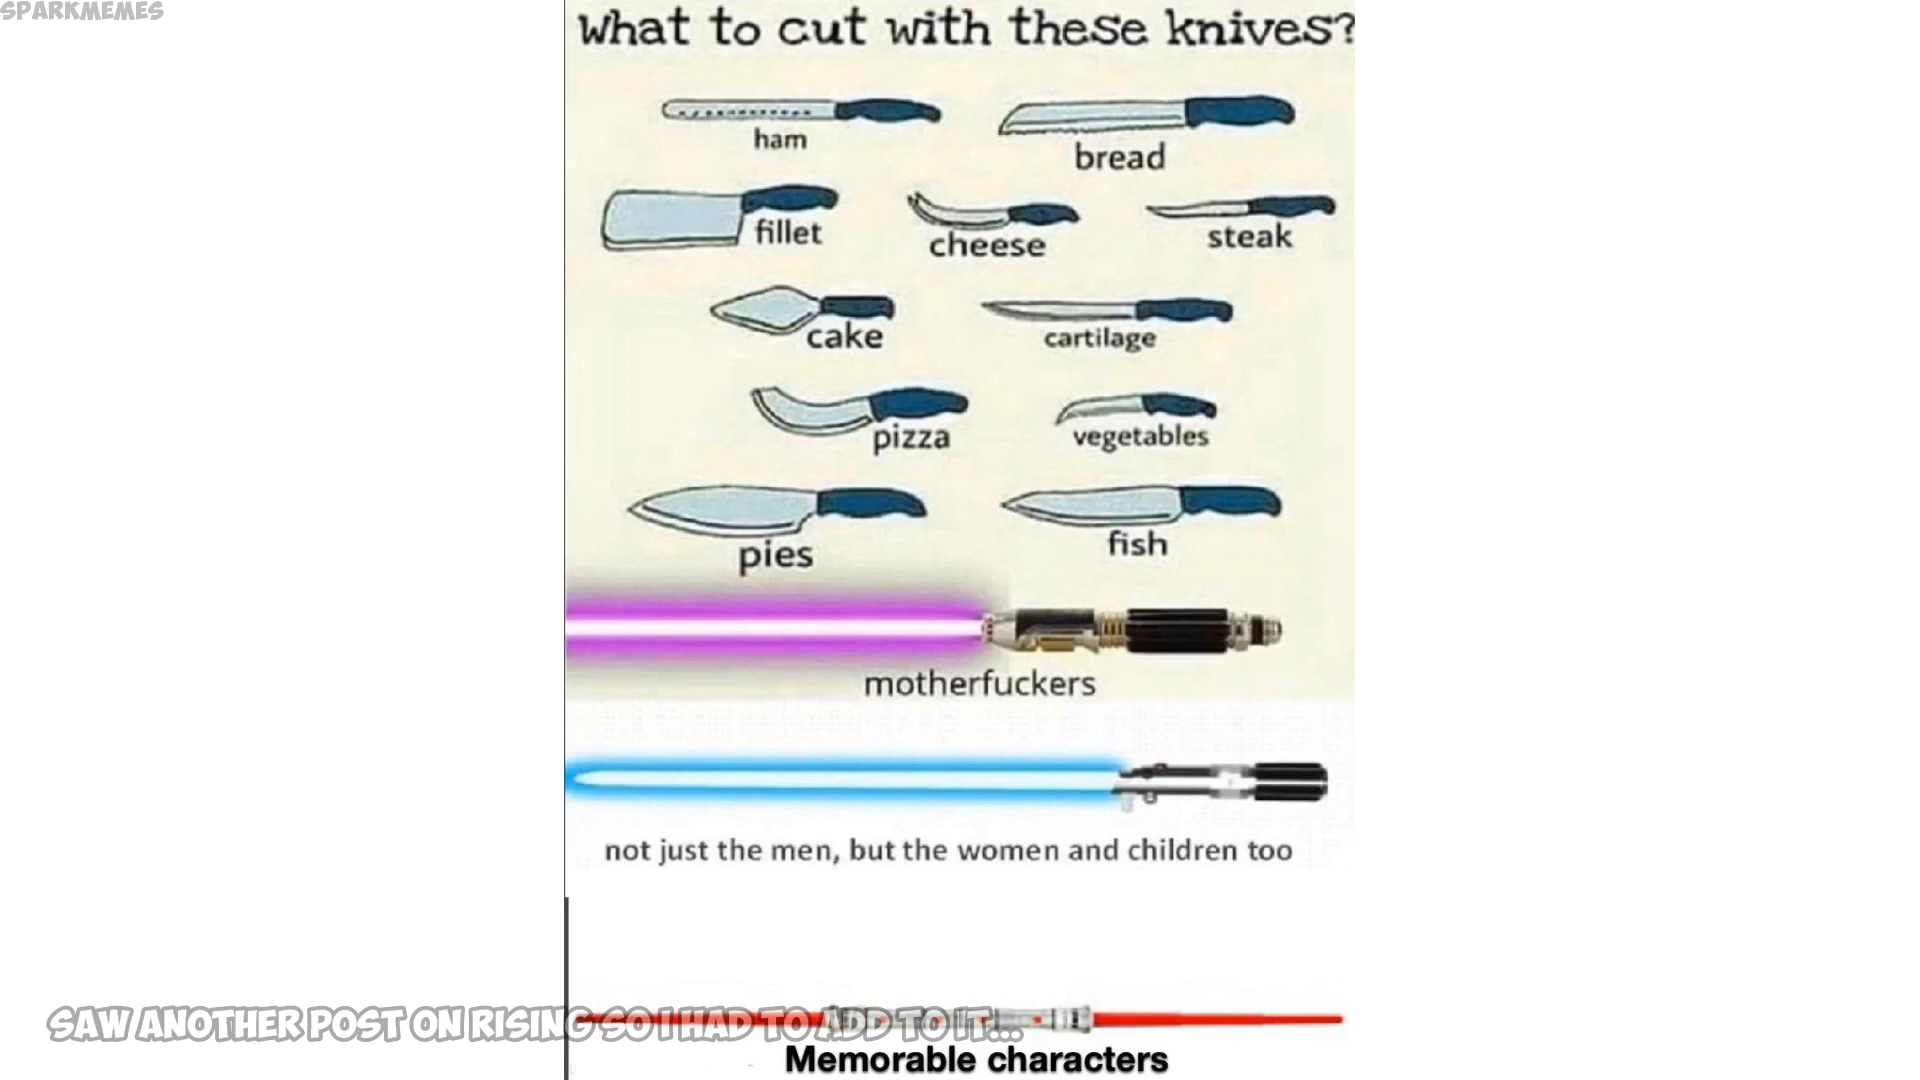 SPARKMEMES
What to cut with these knives?
ham
bread
fillet
cheese
steak
cake
cartilage
pizza
vegetables
pies
fish
motherfuckers
not just the men, but the women and children too
SAW ANOTHER POST ON RISING SO I HAD TO ADD TO IT...
Memorable characters